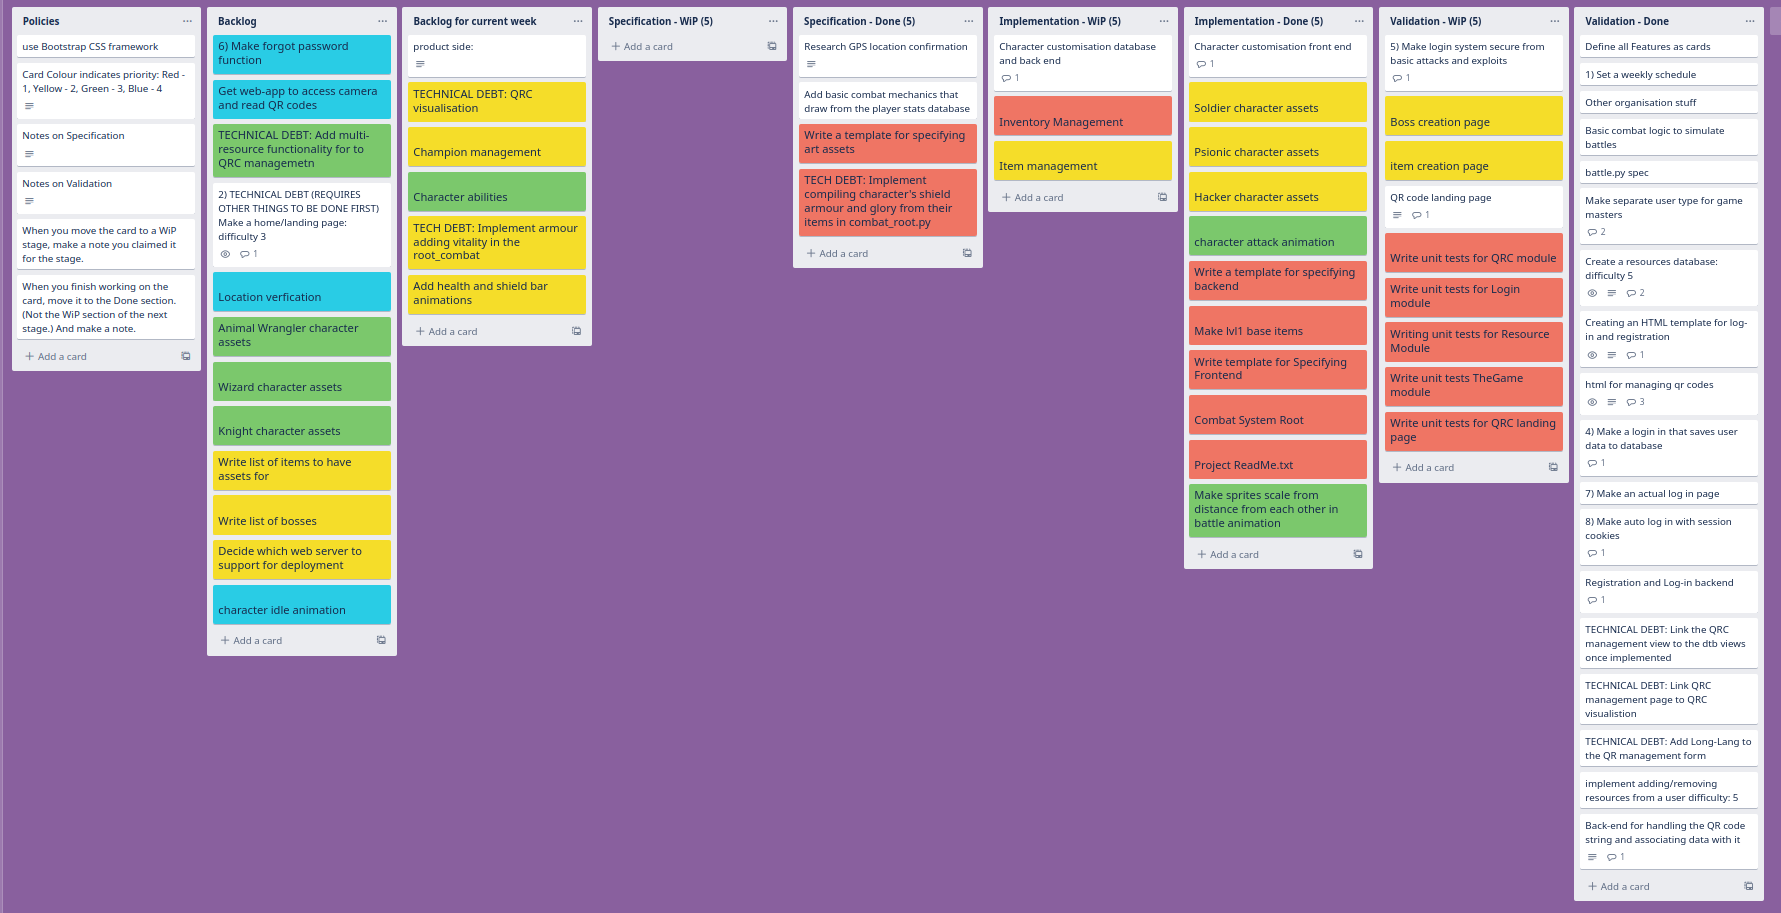 Policies
use Bootstrap CSS framework
Card Colour indicates priority: Red -
1, Yellow - 2, Green - 3, Blue - 4
Notes on Specification
Notes on Validation
When you move the card to a WiP
stage, make a note you claimed it
for the stage.
When you finish working on the
card, move it to the Done section.
(Not the WiP section of the next
stage.) And make a note.
+ Add a card
Backlog
6) Make forgot password
function
Get web-app to access camera
and read QR codes
TECHNICAL DEBT: Add multi-
resource functionality for to
QRC managemetn
2) TECHNICAL DEBT (REQUIRES
OTHER THINGS TO BE DONE FIRST)
Make a home/landing page:
difficulty 3
1
Location verfication
Animal Wrangler character
assets
Wizard character assets
Knight character assets
Write list of items to have
assets for
Write list of bosses
Decide which web server to
support for deployment
character idle animation
+ Add a card
Backlog for current week
product side:
TECHNICAL DEBT: QRC
visualisation
Champion management
Character abilities
TECH DEBT: Implement armour
adding vitality in the
root_combat
Add health and shield bar
animations
+ Add a card
Specification - WiP (5)
+ Add a card
Specification - Done (5)
Research GPS location confirmation
Add basic combat mechanics that
draw from the player stats database
Write a template for specifying
art assets
TECH DEBT: Implement
compiling character's shield
armour and glory from their
items in combat_root.py
+ Add a card
Implementation - WiP (5)
Character customisation database
and back end
1
Inventory Management
Item management
+ Add a card
Implementation - Done (5)
Character customisation front end
1
Soldier character assets
Psionic character assets
Hacker character assets
character attack animation
Write a template for specifying
backend
Make lvl1 base items
Write template for Specifying
Frontend
Combat System Root
Project ReadMe.txt
Make sprites scale from
distance from each other in
battle animation
+ Add a card
Validation - WiP (5)
5) Make login system secure from
basic attacks and exploits
1
Boss creation page
item creation page
QR code landing page
1
Write unit tests for QRC module
Write unit tests for Login
module
Writing unit tests for Resource
Module
Write unit tests TheGame
module
Write unit tests for QRC landing
page
+ Add a card
Validation - Done
Define all Features as cards
1) Set a weekly schedule
Other organisation stuff
Basic combat logic to simulate
battles
battle.py spec
Make separate user type for game
masters
2
Create a resources database:
difficulty 5
2
Creating an HTML template for log-
in and registration
1
html for managing qr codes
3
4) Make a login in that saves user
data to database
1
7) Make an actual log in page
8) Make auto log in with session
cookies
1
Registration and Log-in backend
1
TECHNICAL DEBT: Link the QRC
management view to the dtb views
once implemented
TECHNICAL DEBT: Link QRC
management page to QRC
visualistion
TECHNICAL DEBT: Add Long-Lang to
the QR management form
implement adding/removing
resources from a user difficulty: 5
Back-end for handling the QR code
string and associating data with it
1
+ Add a card